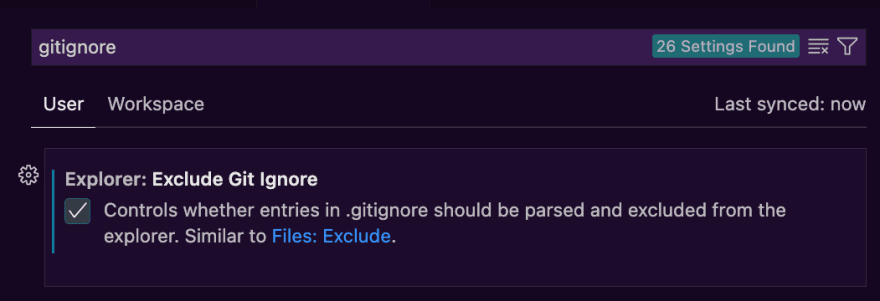 gitignore
26 Settings Found
User
Workspace
Last synced: now
Explorer: Exclude Git Ignore
Controls whether entries in .gitignore should be parsed and excluded from the
explorer. Similar to Files: Exclude.